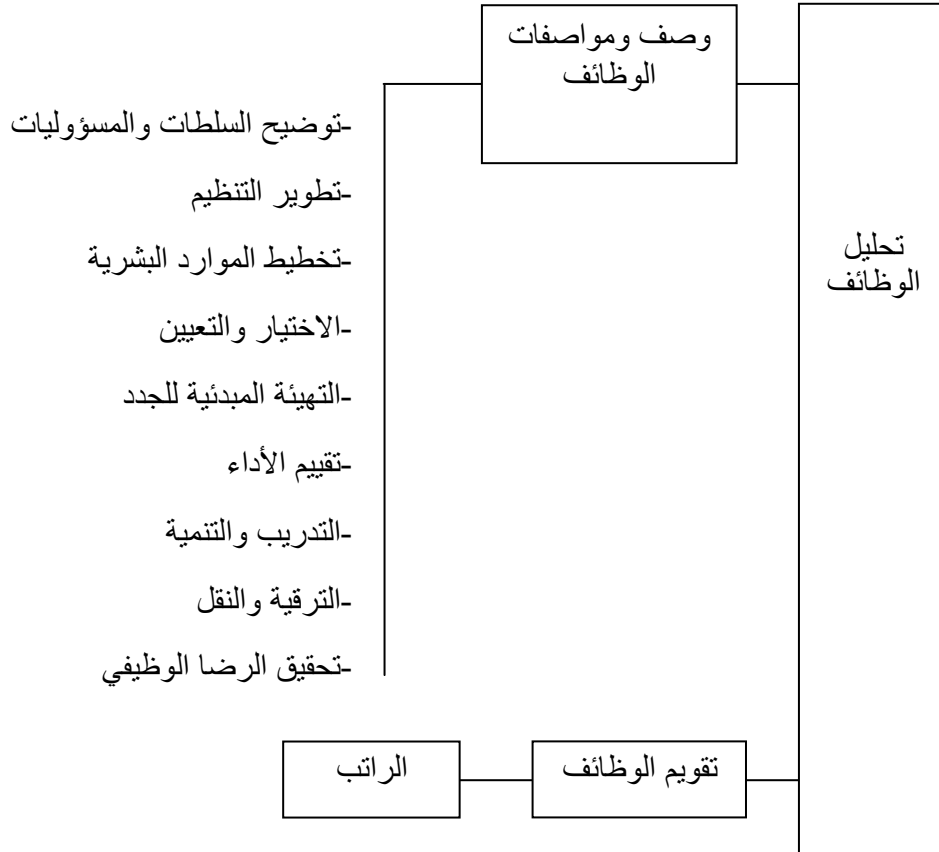 وصف ومواصفات
الوظائف
تحليل
الوظائف
-توضيح السلطات والمسؤوليات
-تطوير التنظيم
-تخطيط الموارد البشرية
-الاختيار والتعيين
-التهيئة المبدئية للجدد
-تقييم الأداء
-التدريب والتنمية
-الترقية والنقل
-تحقيق الرضا الوظيفي
تقويم الوظائف
الراتب